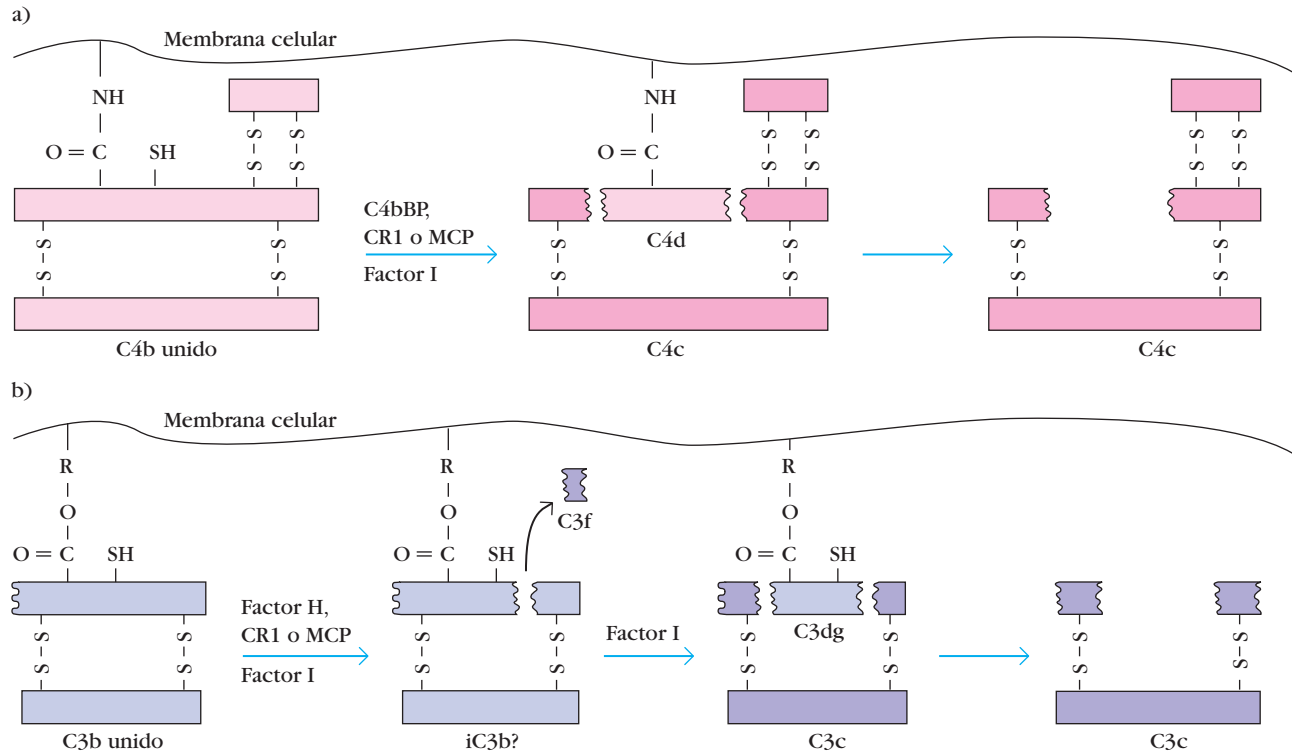 a)
Membrana celular
NH
O = C
SH
S S
S S
S S
S S
C4b unido
C4bBP,
CR1 o MCP
Factor I
NH
O = C
S S
S S
C4d
S S
S S
C4c
S S
S S
S S
S S
C4c
b)
Membrana celular
R
O
O = C
SH
S S
S S
C3b unido
Factor H,
CR1 o MCP
Factor I
R
O
O = C
SH
C3f
S S
S S
iC3b?
Factor I
R
O
O = C
SH
C3dg
S S
S S
C3c
S S
S S
C3c